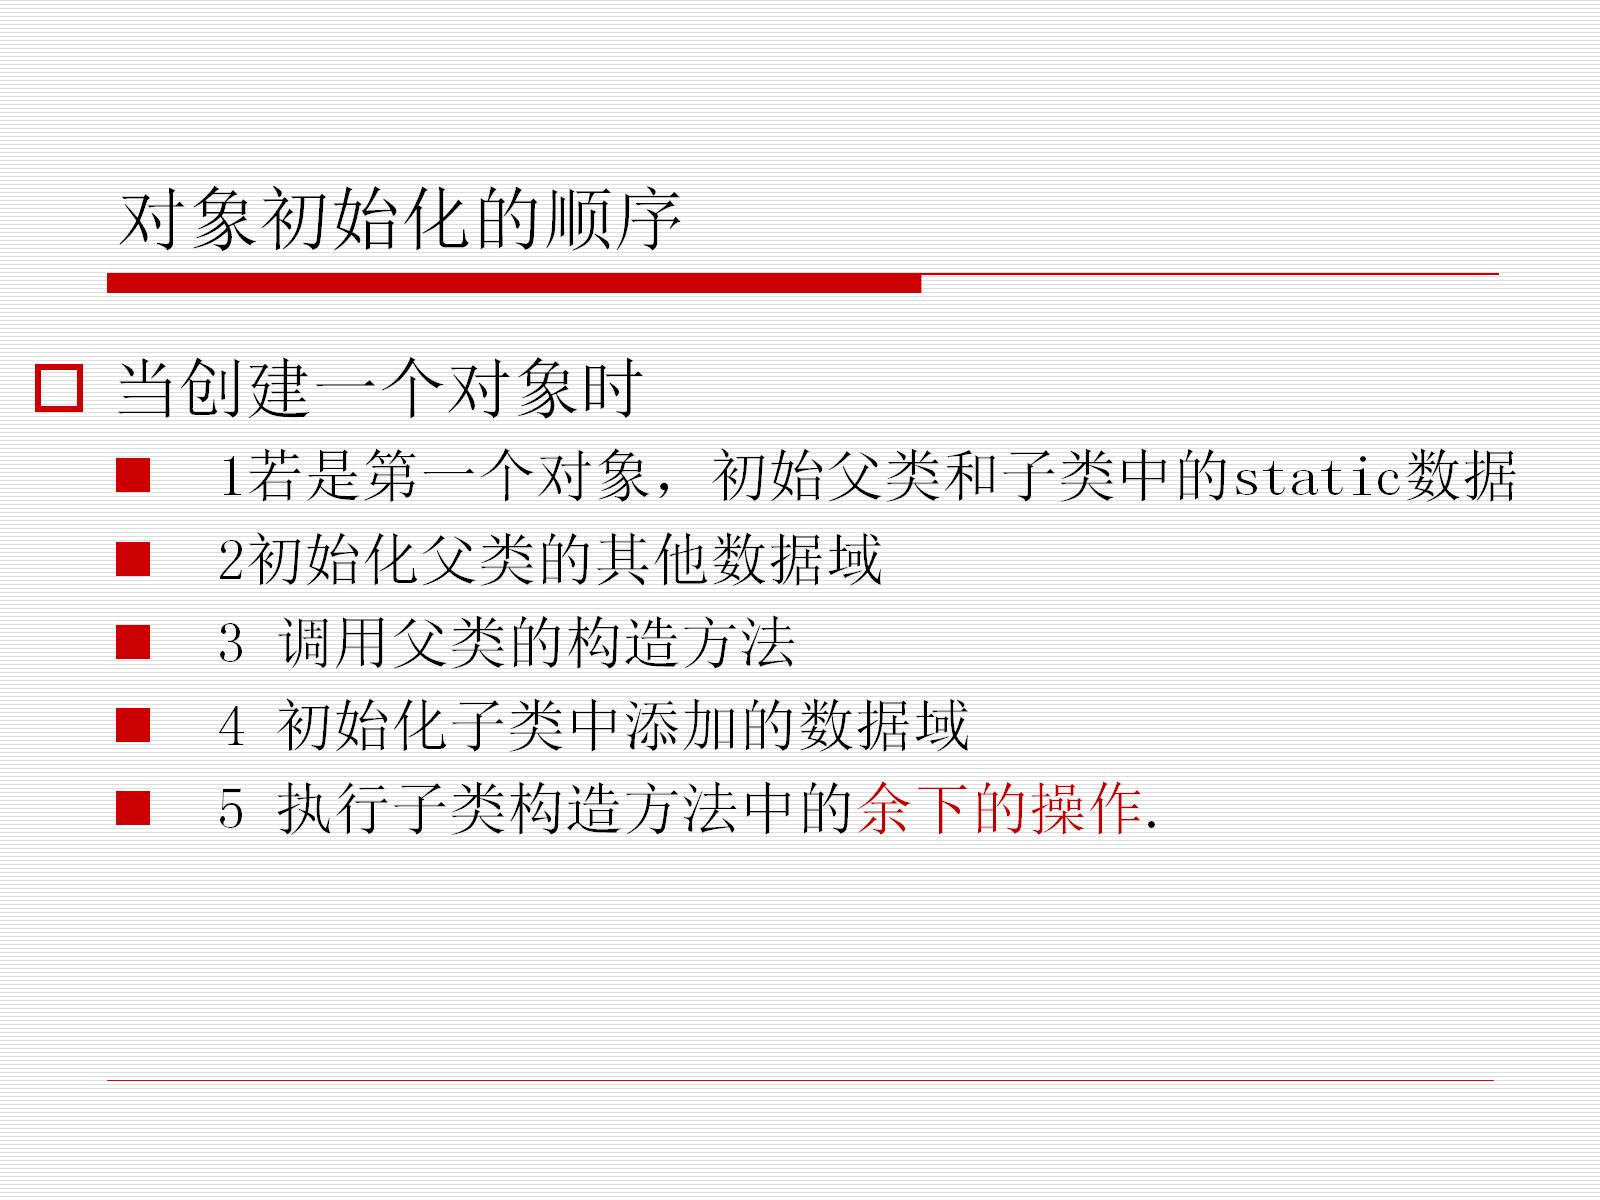 对象初始化的顺序
当创建一个对象时
1若是第一个对象，初始父类和子类中的static数据
2初始化父类的其他数据域
3 调用父类的构造方法
4 初始化子类中添加的数据域
5 执行子类构造方法中的余下的操作.